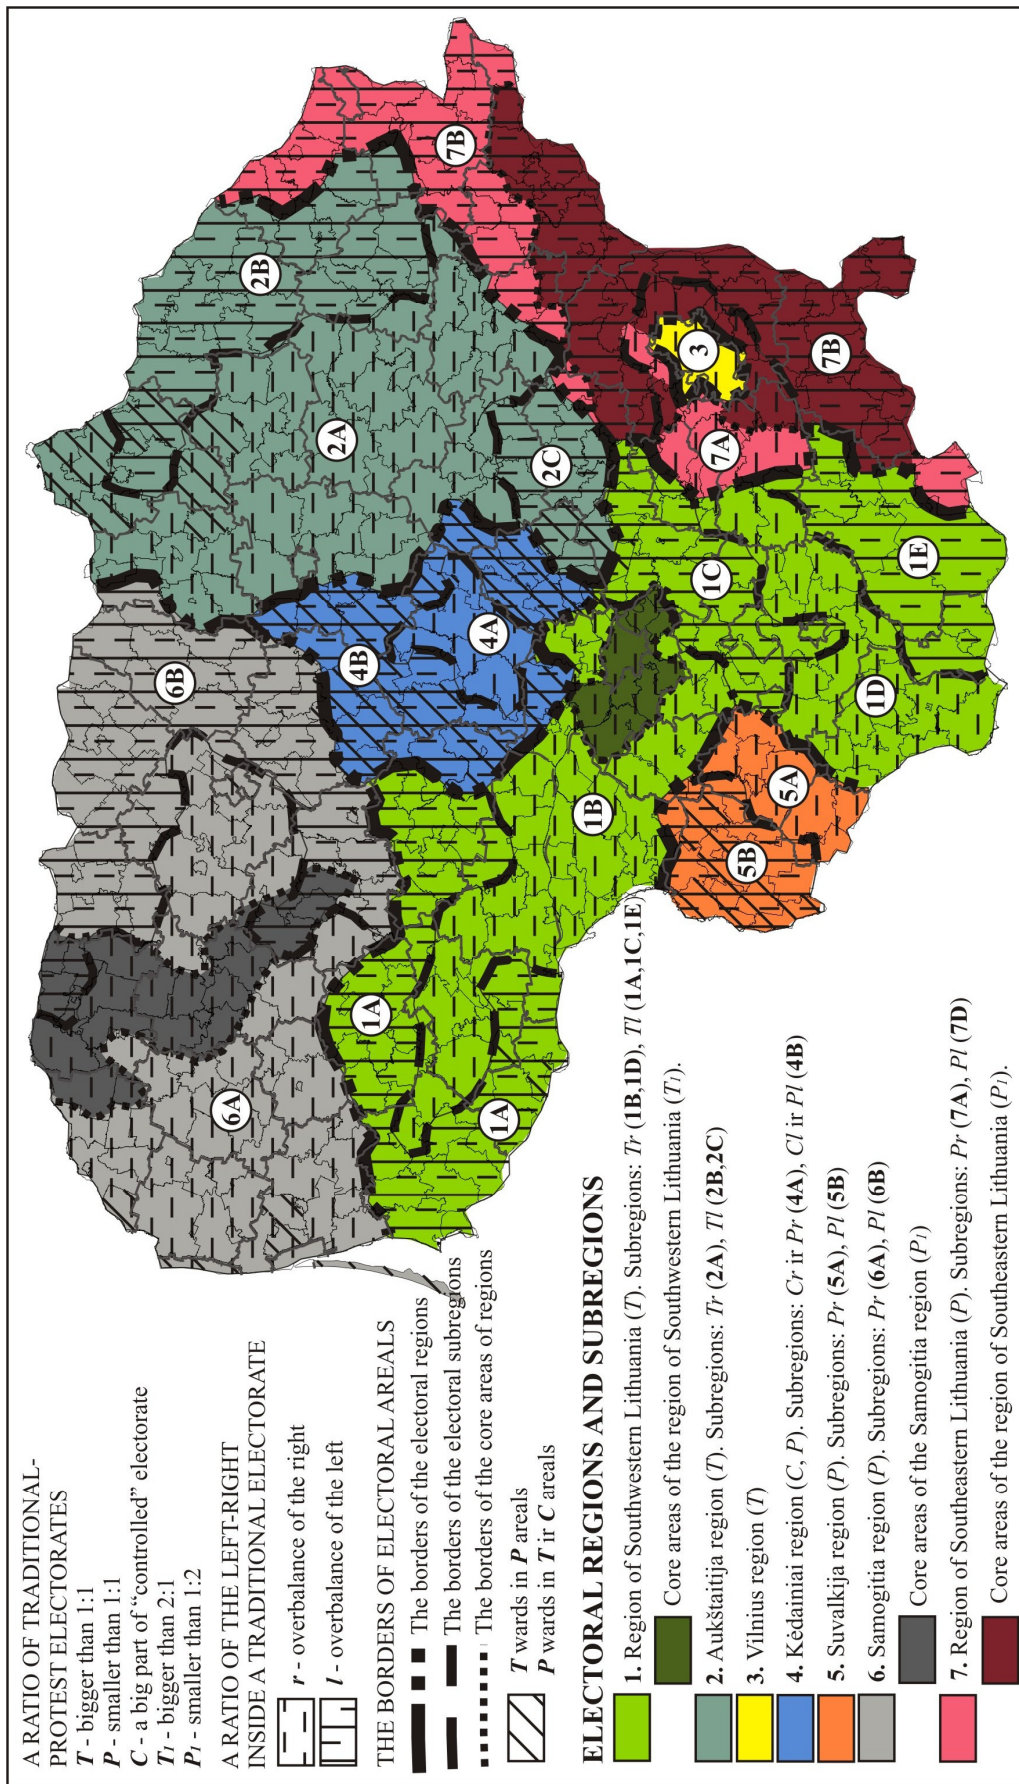 A RATIO OF TRADITIONAL-
PROTEST ELECTORATES
T - bigger than 1:1
P - smaller than 1:1
C - a big part of “controlled” electorate
T1 - bigger than 2:1
P1 - smaller than 1:2
A RATIO OF THE LEFT-RIGHT
INSIDE A TRADITIONAL ELECTORATE
r - overbalance of the right
l - overbalance of the left
THE BORDERS OF ELECTORAL AREALS
The borders of the electoral regions
The borders of the electoral subregions
The borders of the core areas of regions
T wards in P areals
P wards in T ir C areals
ELECTORAL REGIONS AND SUBREGIONS
1. Region of Southwestern Lithuania (T). Subregions: Tr (1B,1D), Tl (1A,1C,1E)
Core areas of the region of Southwestern Lithuania (T1).
2. Aukštaitija region (T). Subregions: Tr (2A), Tl (2B,2C)
3. Vilnius region (T)
4. Kėdainiai region (C, P). Subregions: Cr ir Pr (4A), Cl ir Pl (4B)
5. Suvalkija region (P). Subregions: Pr (5A), Pl (5B)
6. Samogitia region (P). Subregions: Pr (6A), Pl (6B)
Core areas of the Samogitia region (P1)
7. Region of Southeastern Lithuania (P). Subregions: Pr (7A), Pl (7D)
Core areas of the region of Southeastern Lithuania (P1).
6A
6B
2A
2B
1A
1A
4B
4A
2C
7B
1B
1C
7A
3
7B
5B
5A
1D
1E